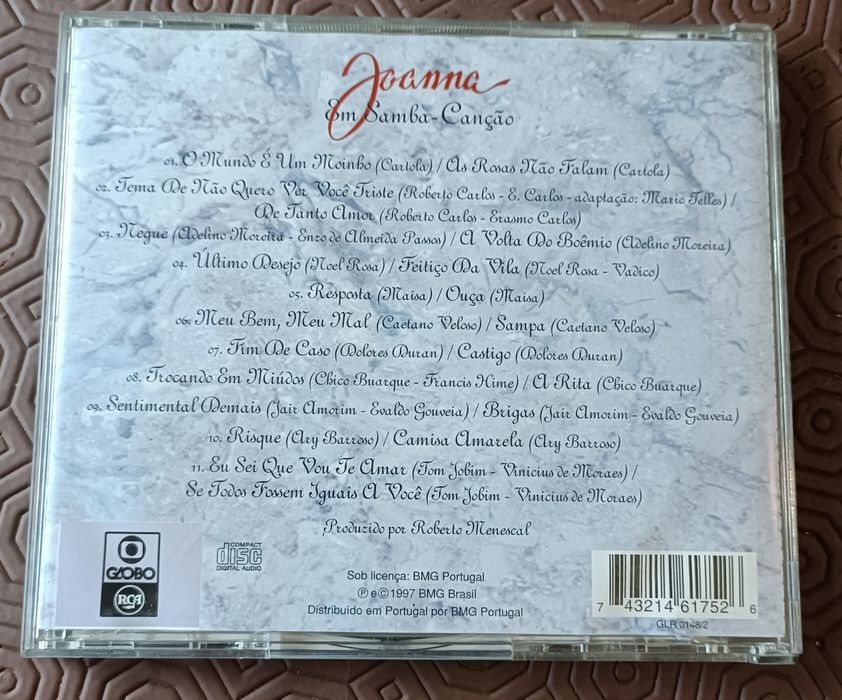 Joanna
Em Samba-Canção
01. O Mundo É Um Moinho (Cartola) / As Rosas Não Falam (Cartola)
02. Tema De Não Quero Ver Você Triste (Roberto Carlos - E. Carlos - adaptação: Mario Telles) /
De Tanto Amor (Roberto Carlos - Erasmo Carlos)
03. Negue (Adelino Moreira - Enzo de Almeida Passos) / A Volta Do Boêmio (Adelino Moreira)
04. Último Desejo (Noel Rosa) / Feitiço Da Vila (Noel Rosa - Vadico)
05. Resposta (Maisa) / Ouça (Maisa)
06. Meu Bem, Meu Mal (Caetano Veloso) / Sampa (Caetano Veloso)
07. Fim De Caso (Dolores Duran) / Castigo (Dolores Duran)
08. Trocando Em Miúdos (Chico Buarque - Francis Hime) / A Rita (Chico Buarque)
09. Sentimental Demais (Jair Amorim - Evaldo Gouveia) / Brigas (Jair Amorim - Evaldo Gouveia)
10. Risque (Ary Barroso) / Camisa Amarela (Ary Barroso)
11. Eu Sei Que Vou Te Amar (Tom Jobim - Vinicius de Moraes) /
Se Todos Fossem Iguais A Você (Tom Jobim - Vinicius de Moraes)
Produzido por Roberto Menescal
GLOBO
RCA
COMPACT
disc
DIGITAL AUDIO
Sob licença: BMG Portugal
Ⓟ e © 1997 BMG Brasil
Distribuído em Portugal por BMG Portugal
7 43214 61752 6
GLR 0148/2